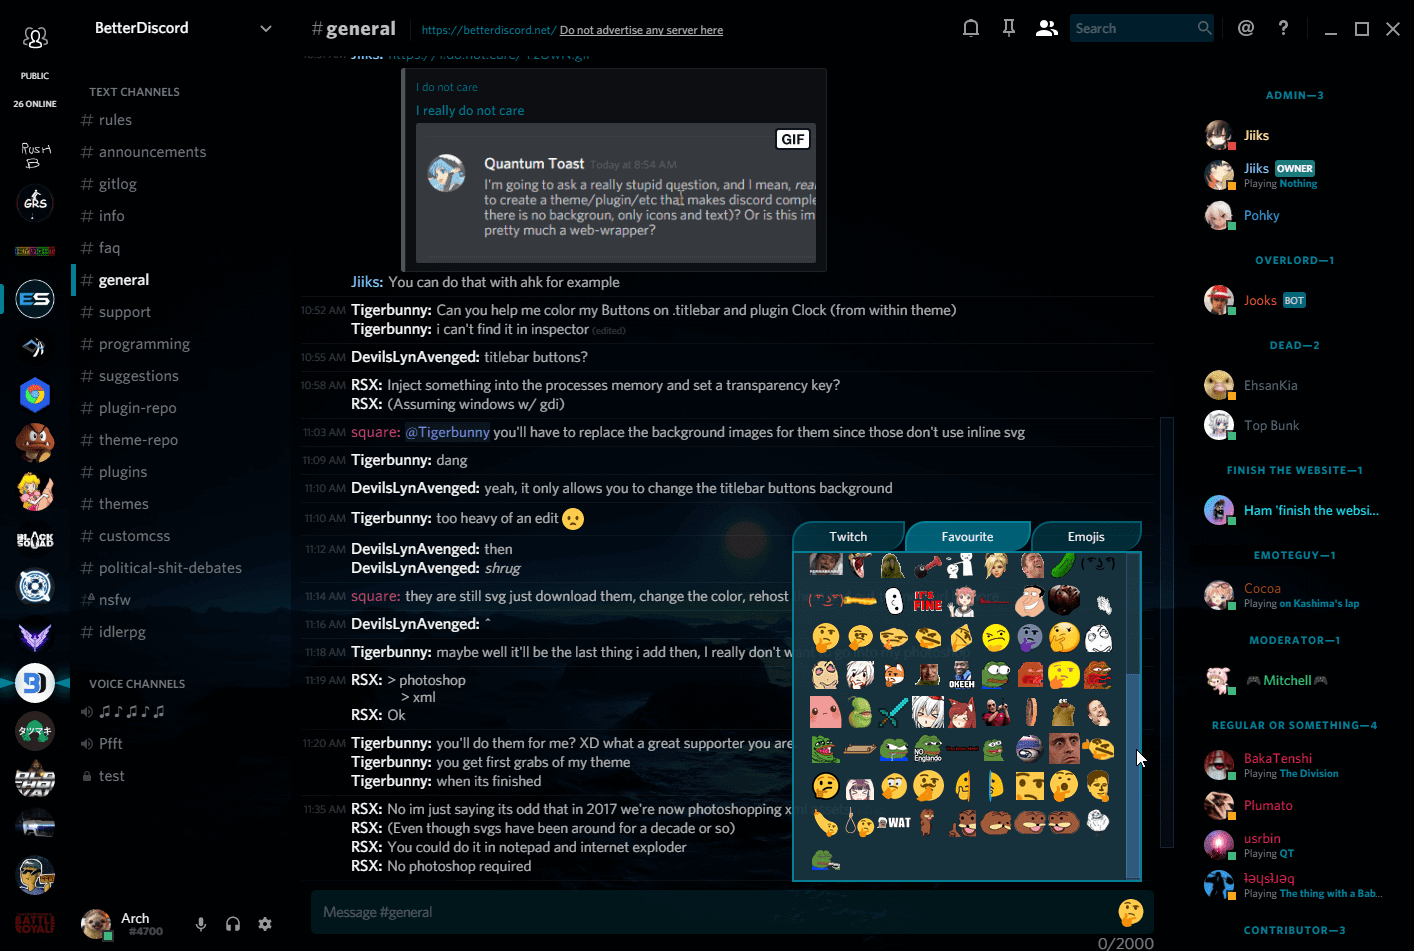 BetterDiscord
#general
https://betterdiscord.net/ Do not advertise any server here
Search
PUBLIC
26 ONLINE
TEXT CHANNELS
# rules
# announcements
# gitlog
# info
# faq
# general
# support
# programming
# suggestions
# plugin-repo
# theme-repo
# plugins
# themes
# customcss
# political-shit-debates
# nsfw
# idlerpg
VOICE CHANNELS
♫♪♫♪♫
Pfft
test
Arch
#4700
I do not care
I really do not care
GIF
Quantum Toast Today at 8:54 AM
I'm going to ask a really stupid question, and I mean, rea
to create a theme/plugin/etc that makes discord comple
there is no backgroun, only icons and text)? Or is this im
pretty much a web-wrapper?
Jiiks: You can do that with ahk for example
10:52 AM Tigerbunny: Can you help me color my Buttons on .titlebar and plugin Clock (from within theme)
Tigerbunny: i can't find it in inspector (edited)
10:55 AM DevilsLynAvenged: titlebar buttons?
10:58 AM RSX: Inject something into the processes memory and set a transparency key?
RSX: (Assuming windows w/ gdi)
11:03 AM square: @Tigerbunny you'll have to replace the background images for them since those don't use inline svg
11:09 AM Tigerbunny: dang
11:10 AM DevilsLynAvenged: yeah, it only allows you to change the titlebar buttons background
11:10 AM Tigerbunny: too heavy of an edit
11:12 AM DevilsLynAvenged: then
DevilsLynAvenged: shrug
11:14 AM square: they are still svg just download them, change the color, rehost
11:16 AM DevilsLynAvenged: ^
11:18 AM Tigerbunny: maybe well it'll be the last thing i add then, I really don't w
11:19 AM RSX: > photoshop
> xml
RSX: Ok
11:20 AM Tigerbunny: you'll do them for me? XD what a great supporter you are
Tigerbunny: you get first grabs of my theme
Tigerbunny: when its finished
11:35 AM RSX: No im just saying its odd that in 2017 we're now photoshopping x
RSX: (Even though svgs have been around for a decade or so)
RSX: You could do it in notepad and internet exploder
RSX: No photoshop required
Message #general
0/2000
Twitch
Favourite
Emojis
IT'S
FINE
OKEEH
NO
Englando
WAT
ADMIN—3
Jiiks
Jiiks OWNER
Playing Nothing
Pohky
OVERLORD—1
Jooks BOT
DEAD—2
EhsanKia
Top Bunk
FINISH THE WEBSITE—1
Ham 'finish the websi...
EMOTEGUY—1
Cocoa
Playing on Kashima's lap
MODERATOR—1
🎮Mitchell🎮
REGULAR OR SOMETHING—4
BakaTenshi
Playing The Division
Plumato
usrbin
Playing QT
Playing The thing with a Bab...
CONTRIBUTOR—3